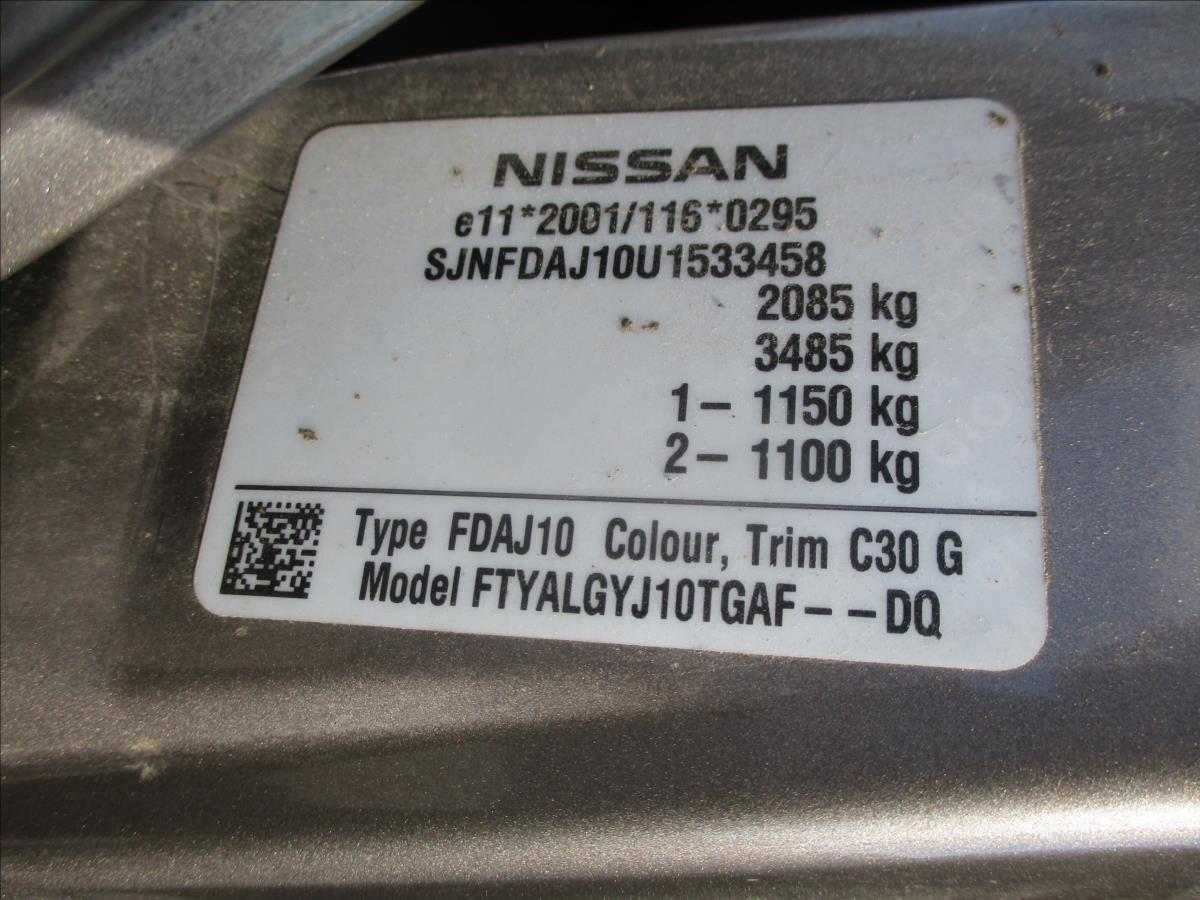 NISSAN
e11*2001/116*0295
SJNFDAJ10U1533458
2085 kg
3485 kg
1– 1150 kg
2– 1100 kg
Type FDAJ10 Colour, Trim C30 G
Model FTYALGYJ10TGAF– –DQ